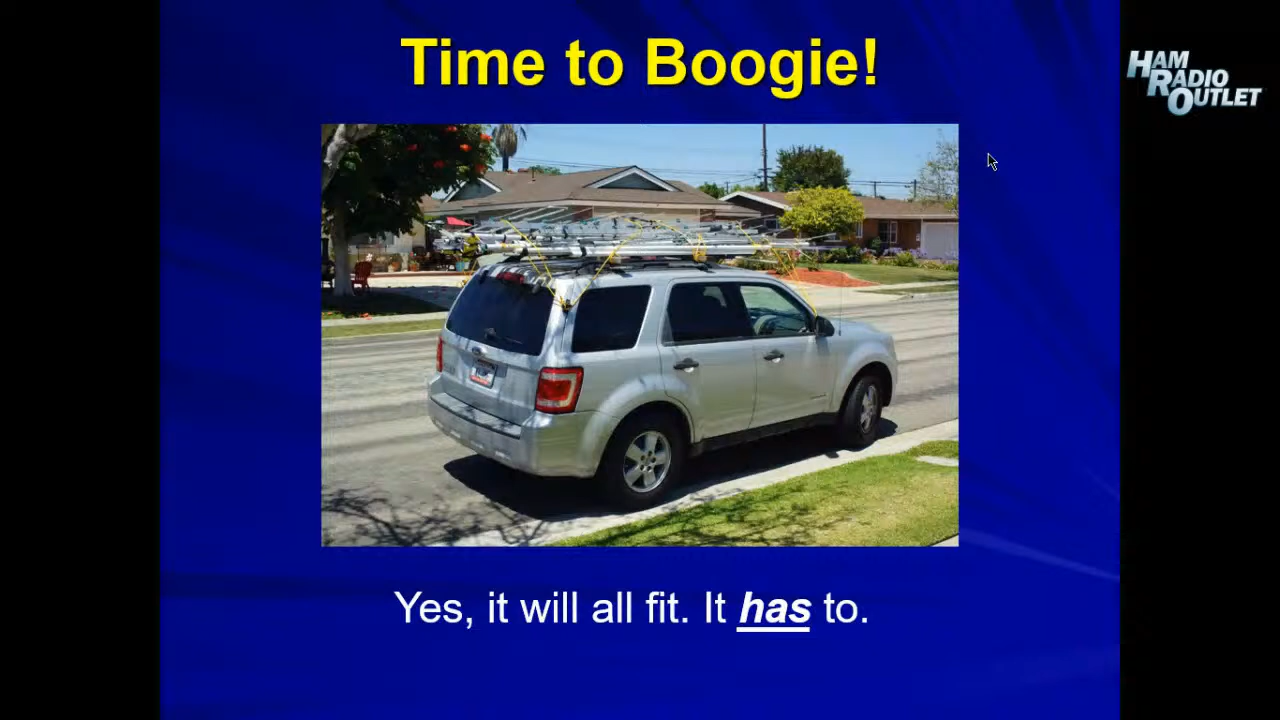 Time to Boogie!
HAM
RADIO
OUTLET
Yes, it will all fit. It has to.